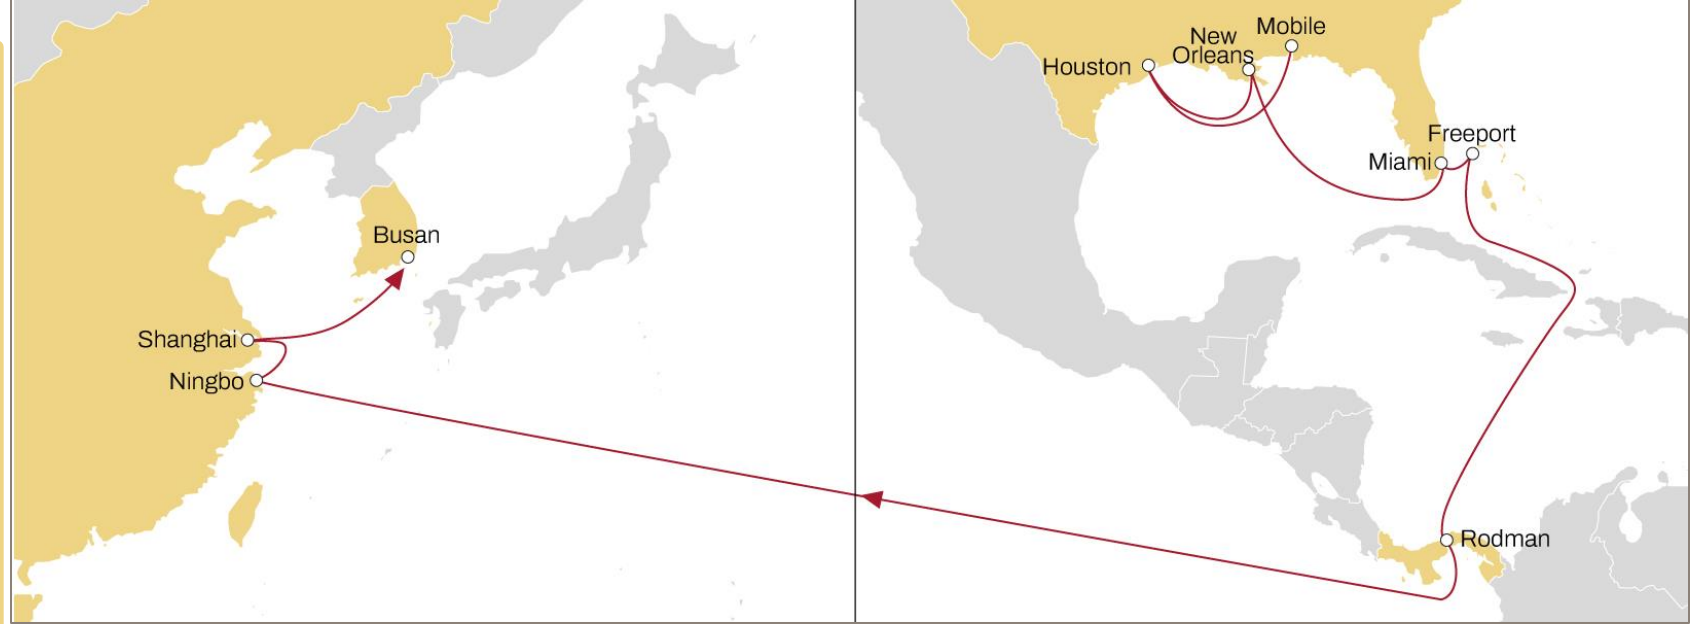 Busan
Shanghai
Ningbo
Mobile
New
Orleans
Houston
Freeport
Miami
Rodman